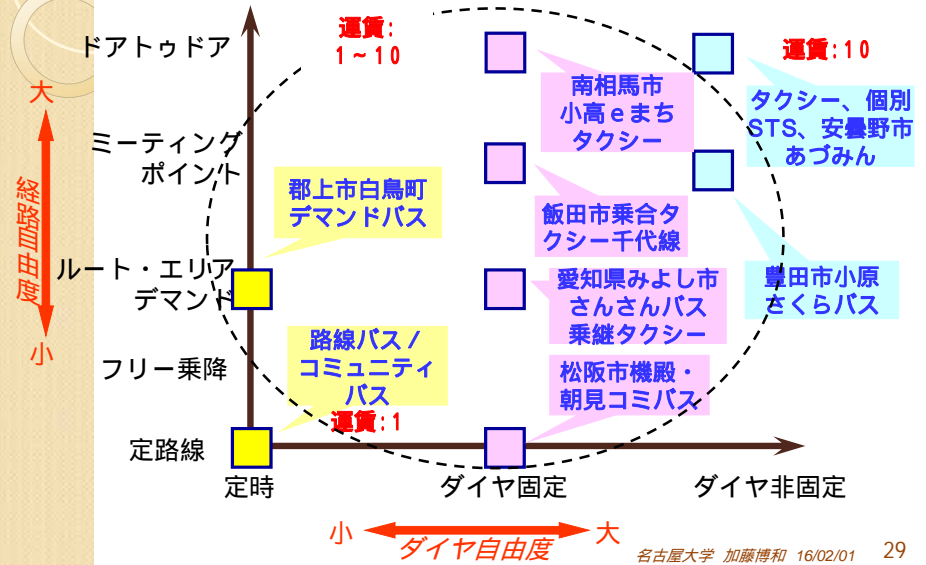 運賃:
1~10
ドアトゥドア
運賃:10
大
南相馬市
小高eまち
タクシー
タクシー、個別
STS、安曇野市
あづみん
ミーティング
ポイント
郡上市白鳥町
デマンドバス
飯田市乗合タ
クシー千代線
経路自由度
ルート・エリア
デマンド
愛知県みよし市
さんさんバス
乗継タクシー
豊田市小原
さくらバス
小
フリー乗降
路線バス/
コミュニティ
バス
運賃:1
松阪市機殿・
朝見コミバス
定路線
定時
ダイヤ固定
ダイヤ非固定
小
大
ダイヤ自由度
名古屋大学 加藤博和 16/02/01
29